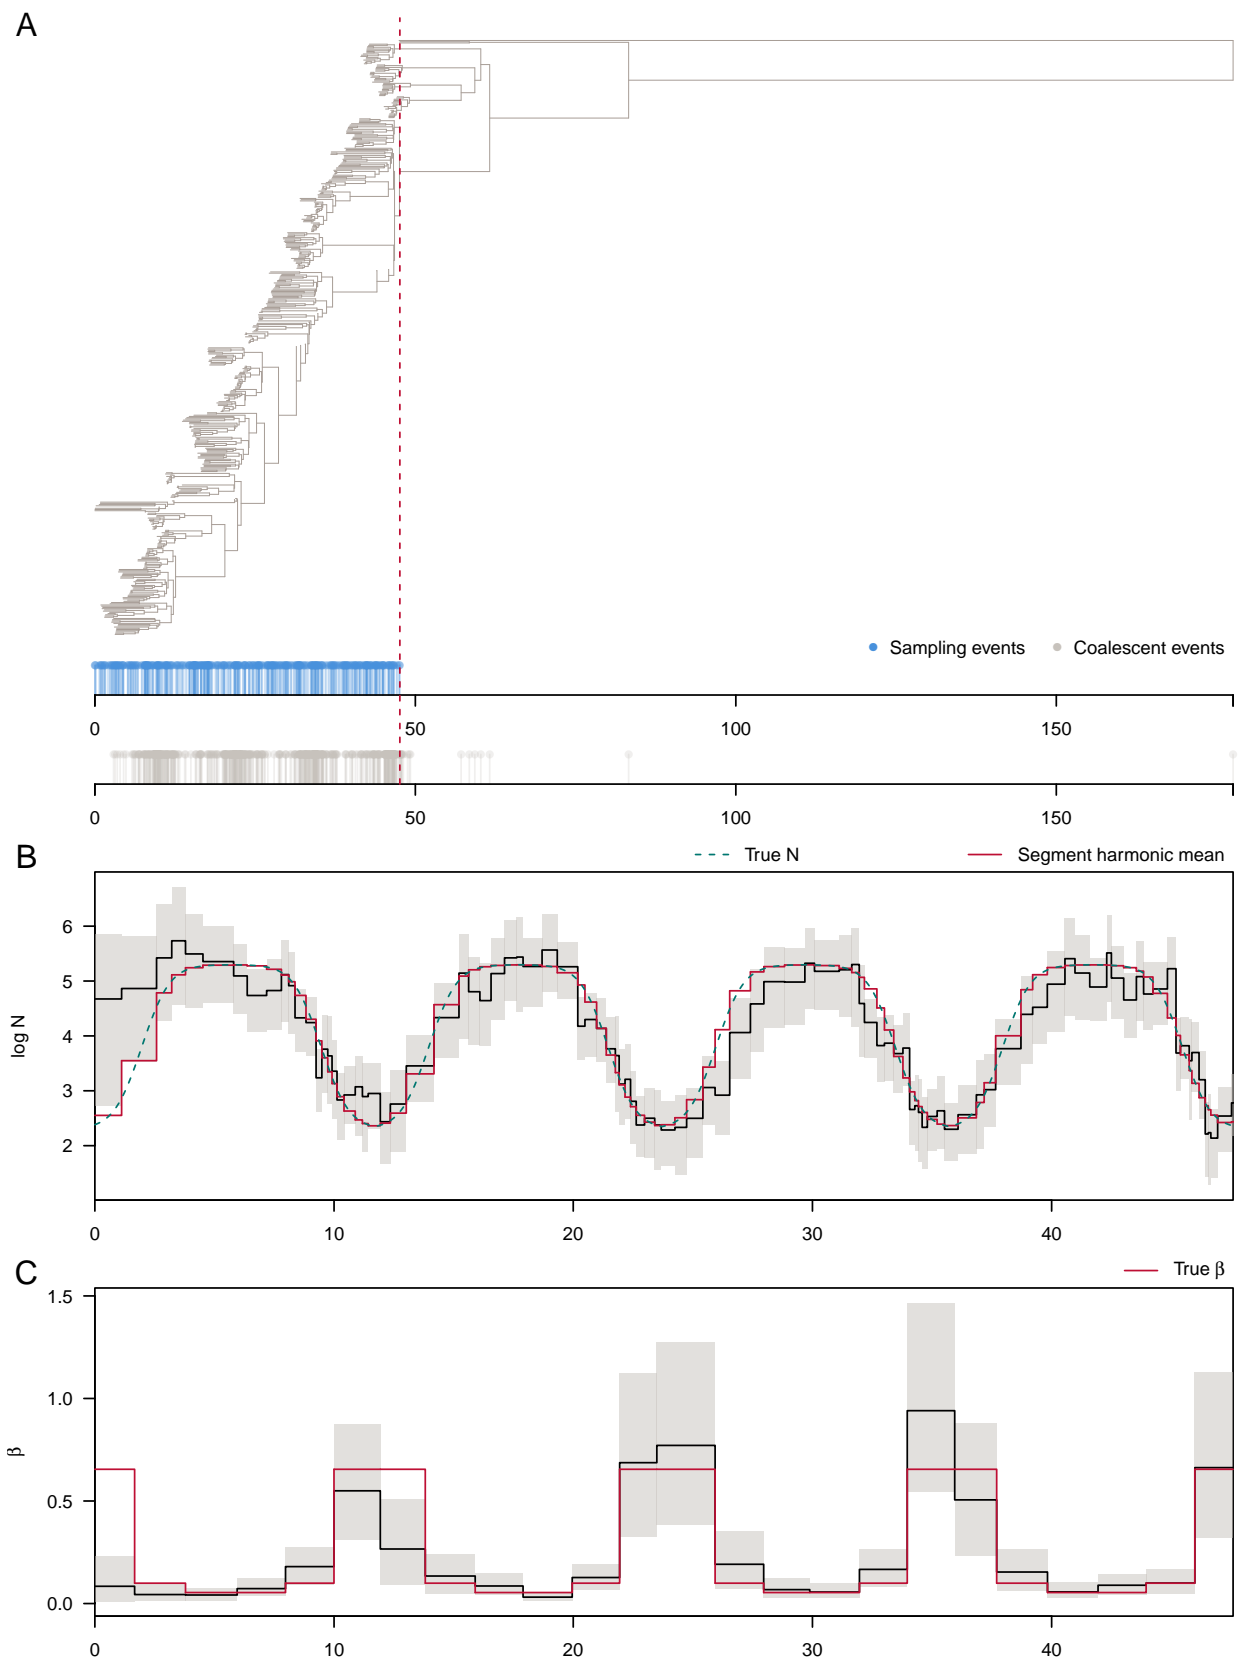 A
Sampling events Coalescent events
0 50 100 150
0 50 100 150
B
True N Segment harmonic mean
log N
6
5
4
3
2
0 10 20 30 40
C
True β
β
1.5
1.0
0.5
0.0
0 10 20 30 40